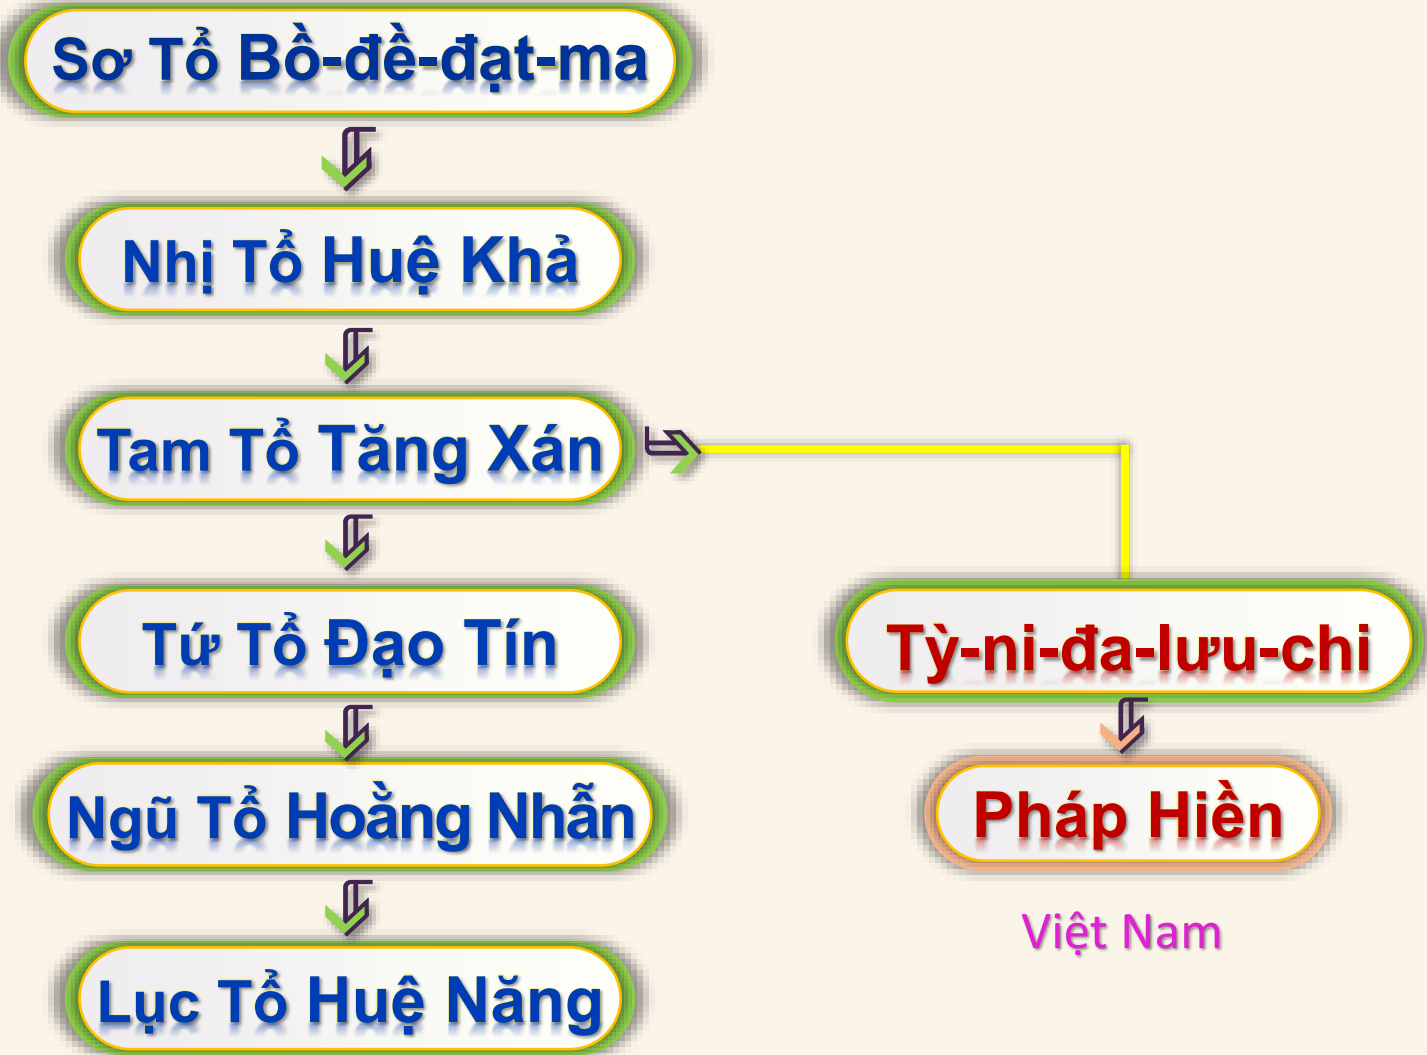 Sơ Tổ Bồ-đề-đạt-ma
Nhị Tổ Huệ Khả
Tam Tổ Tăng Xán
Tứ Tổ Đạo Tín
Tỳ-ni-đa-lưu-chi
Ngũ Tổ Hoằng Nhẫn
Pháp Hiền
Việt Nam
Lục Tổ Huệ Năng